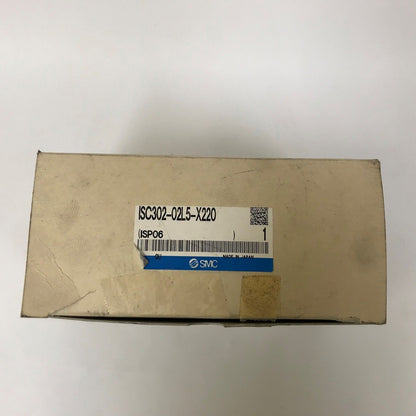 ISC302-02L5-X220
(ISP06 ) 1
MADE IN JAPAN
SMC